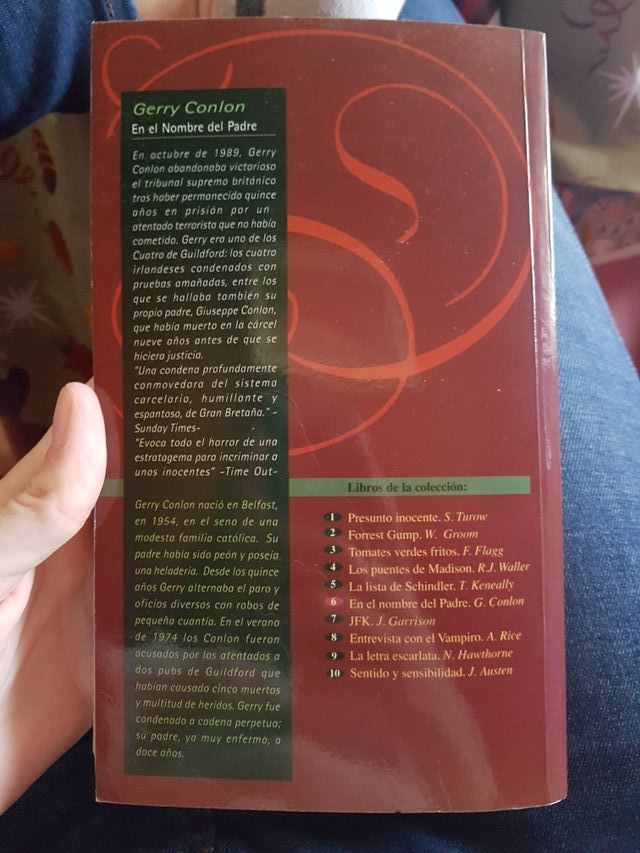 Gerry Conlon
En el Nombre del Padre
En octubre de 1989, Gerry
Conlon abandonaba victorioso
el tribunal supremo británico
tras haber permanecido quince
años en prisión por un
atentado terrorista que no había
cometido. Gerry era uno de los
Cuatro de Guildford: los cuatro
irlandeses condenados con
pruebas amañadas, entre los
que se hallaba también su
propio padre, Giuseppe Conlon,
que había muerto en la cárcel
nueve años antes de que se
hiciera justicia.
"Una condena profundamente
conmovedora del sistema
carcelario, humillante y
espantoso, de Gran Bretaña." -
Sunday Times-
"Evoca todo el horror de una
estratagema para incriminar a
unos inocentes" -Time Out-
Gerry Conlon nació en Belfast,
en 1954, en el seno de una
modesta familia católica. Su
padre había sido peón y poseía
una heladería. Desde los quince
años Gerry alternaba el paro y
oficios diversos con robos de
pequeña cuantía. En el verano
de 1974 los Conlon fueron
acusados por los atentados a
dos pubs de Guildford que
habían causado cinco muertos
y multitud de heridos. Gerry fue
condenado a cadena perpetua;
su padre, ya muy enfermo, a
doce años.
Libros de la colección:
1 Presunto inocente. S. Turow
2 Forrest Gump. W. Groom
3 Tomates verdes fritos. F. Flagg
4 Los puentes de Madison. R.J. Waller
5 La lista de Schindler. T. Keneally
6 En el nombre del Padre. G. Conlon
7 JFK. J. Garrison
8 Entrevista con el Vampiro. A. Rice
9 La letra escarlata. N. Hawthorne
10 Sentido y sensibilidad. J. Austen